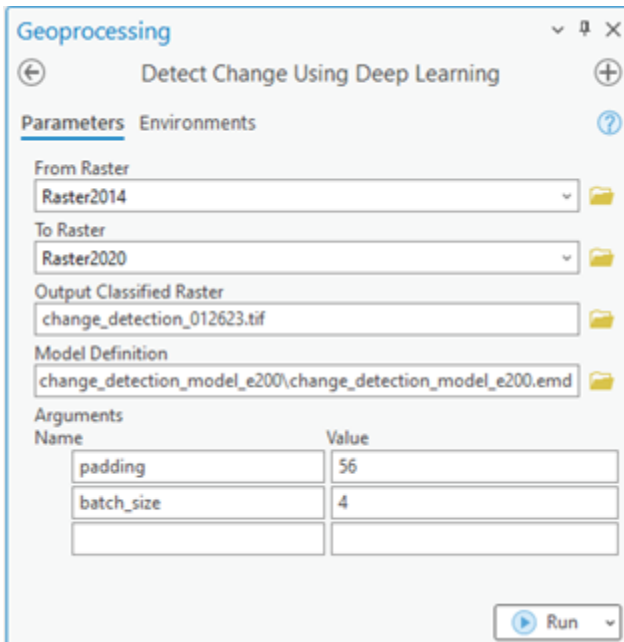 Geoprocessing
Detect Change Using Deep Learning
Parameters Environments
From Raster
Raster2014
To Raster
Raster2020
Output Classified Raster
change_detection_012623.tif
Model Definition
change_detection_model_e200\change_detection_model_e200.emd
Arguments
Name Value
padding 56
batch_size 4
Run